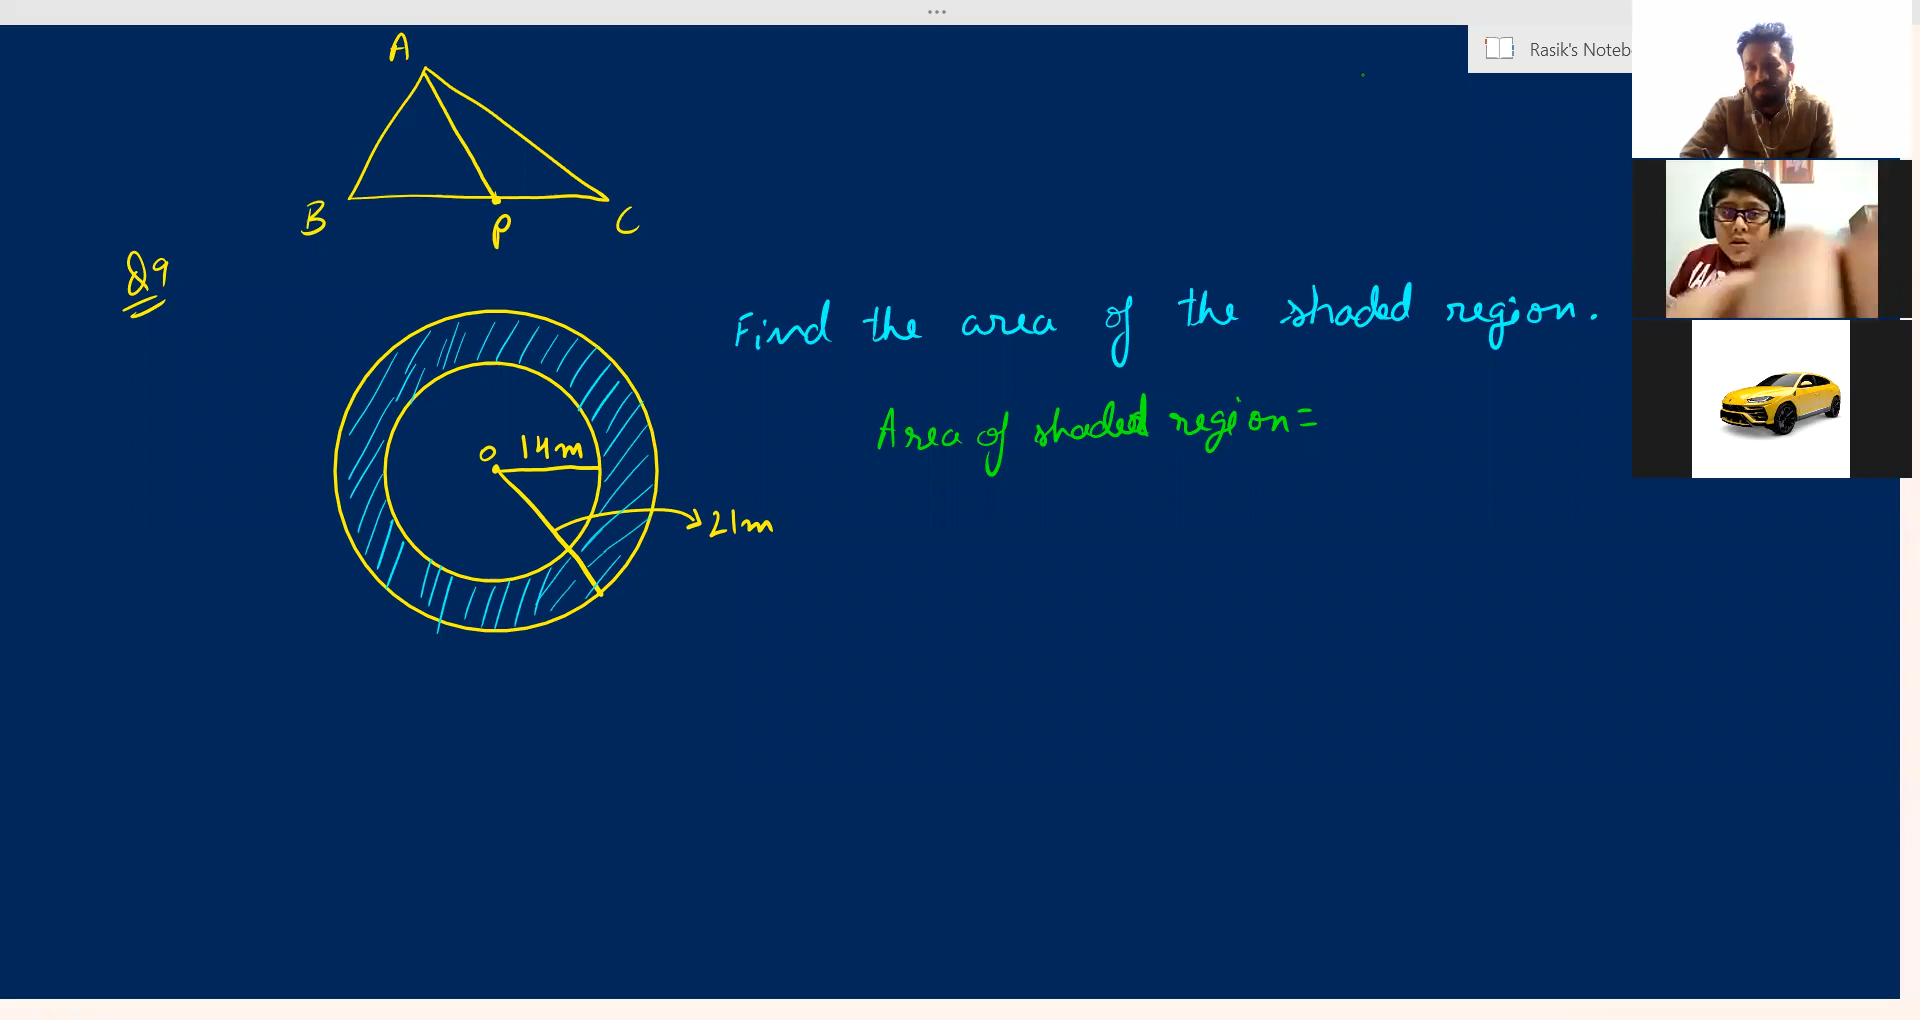 Rasik's Noteb
A
B
P
C
Q9
Find the area of the shaded region.
Area of shaded region=
O
14m
21m